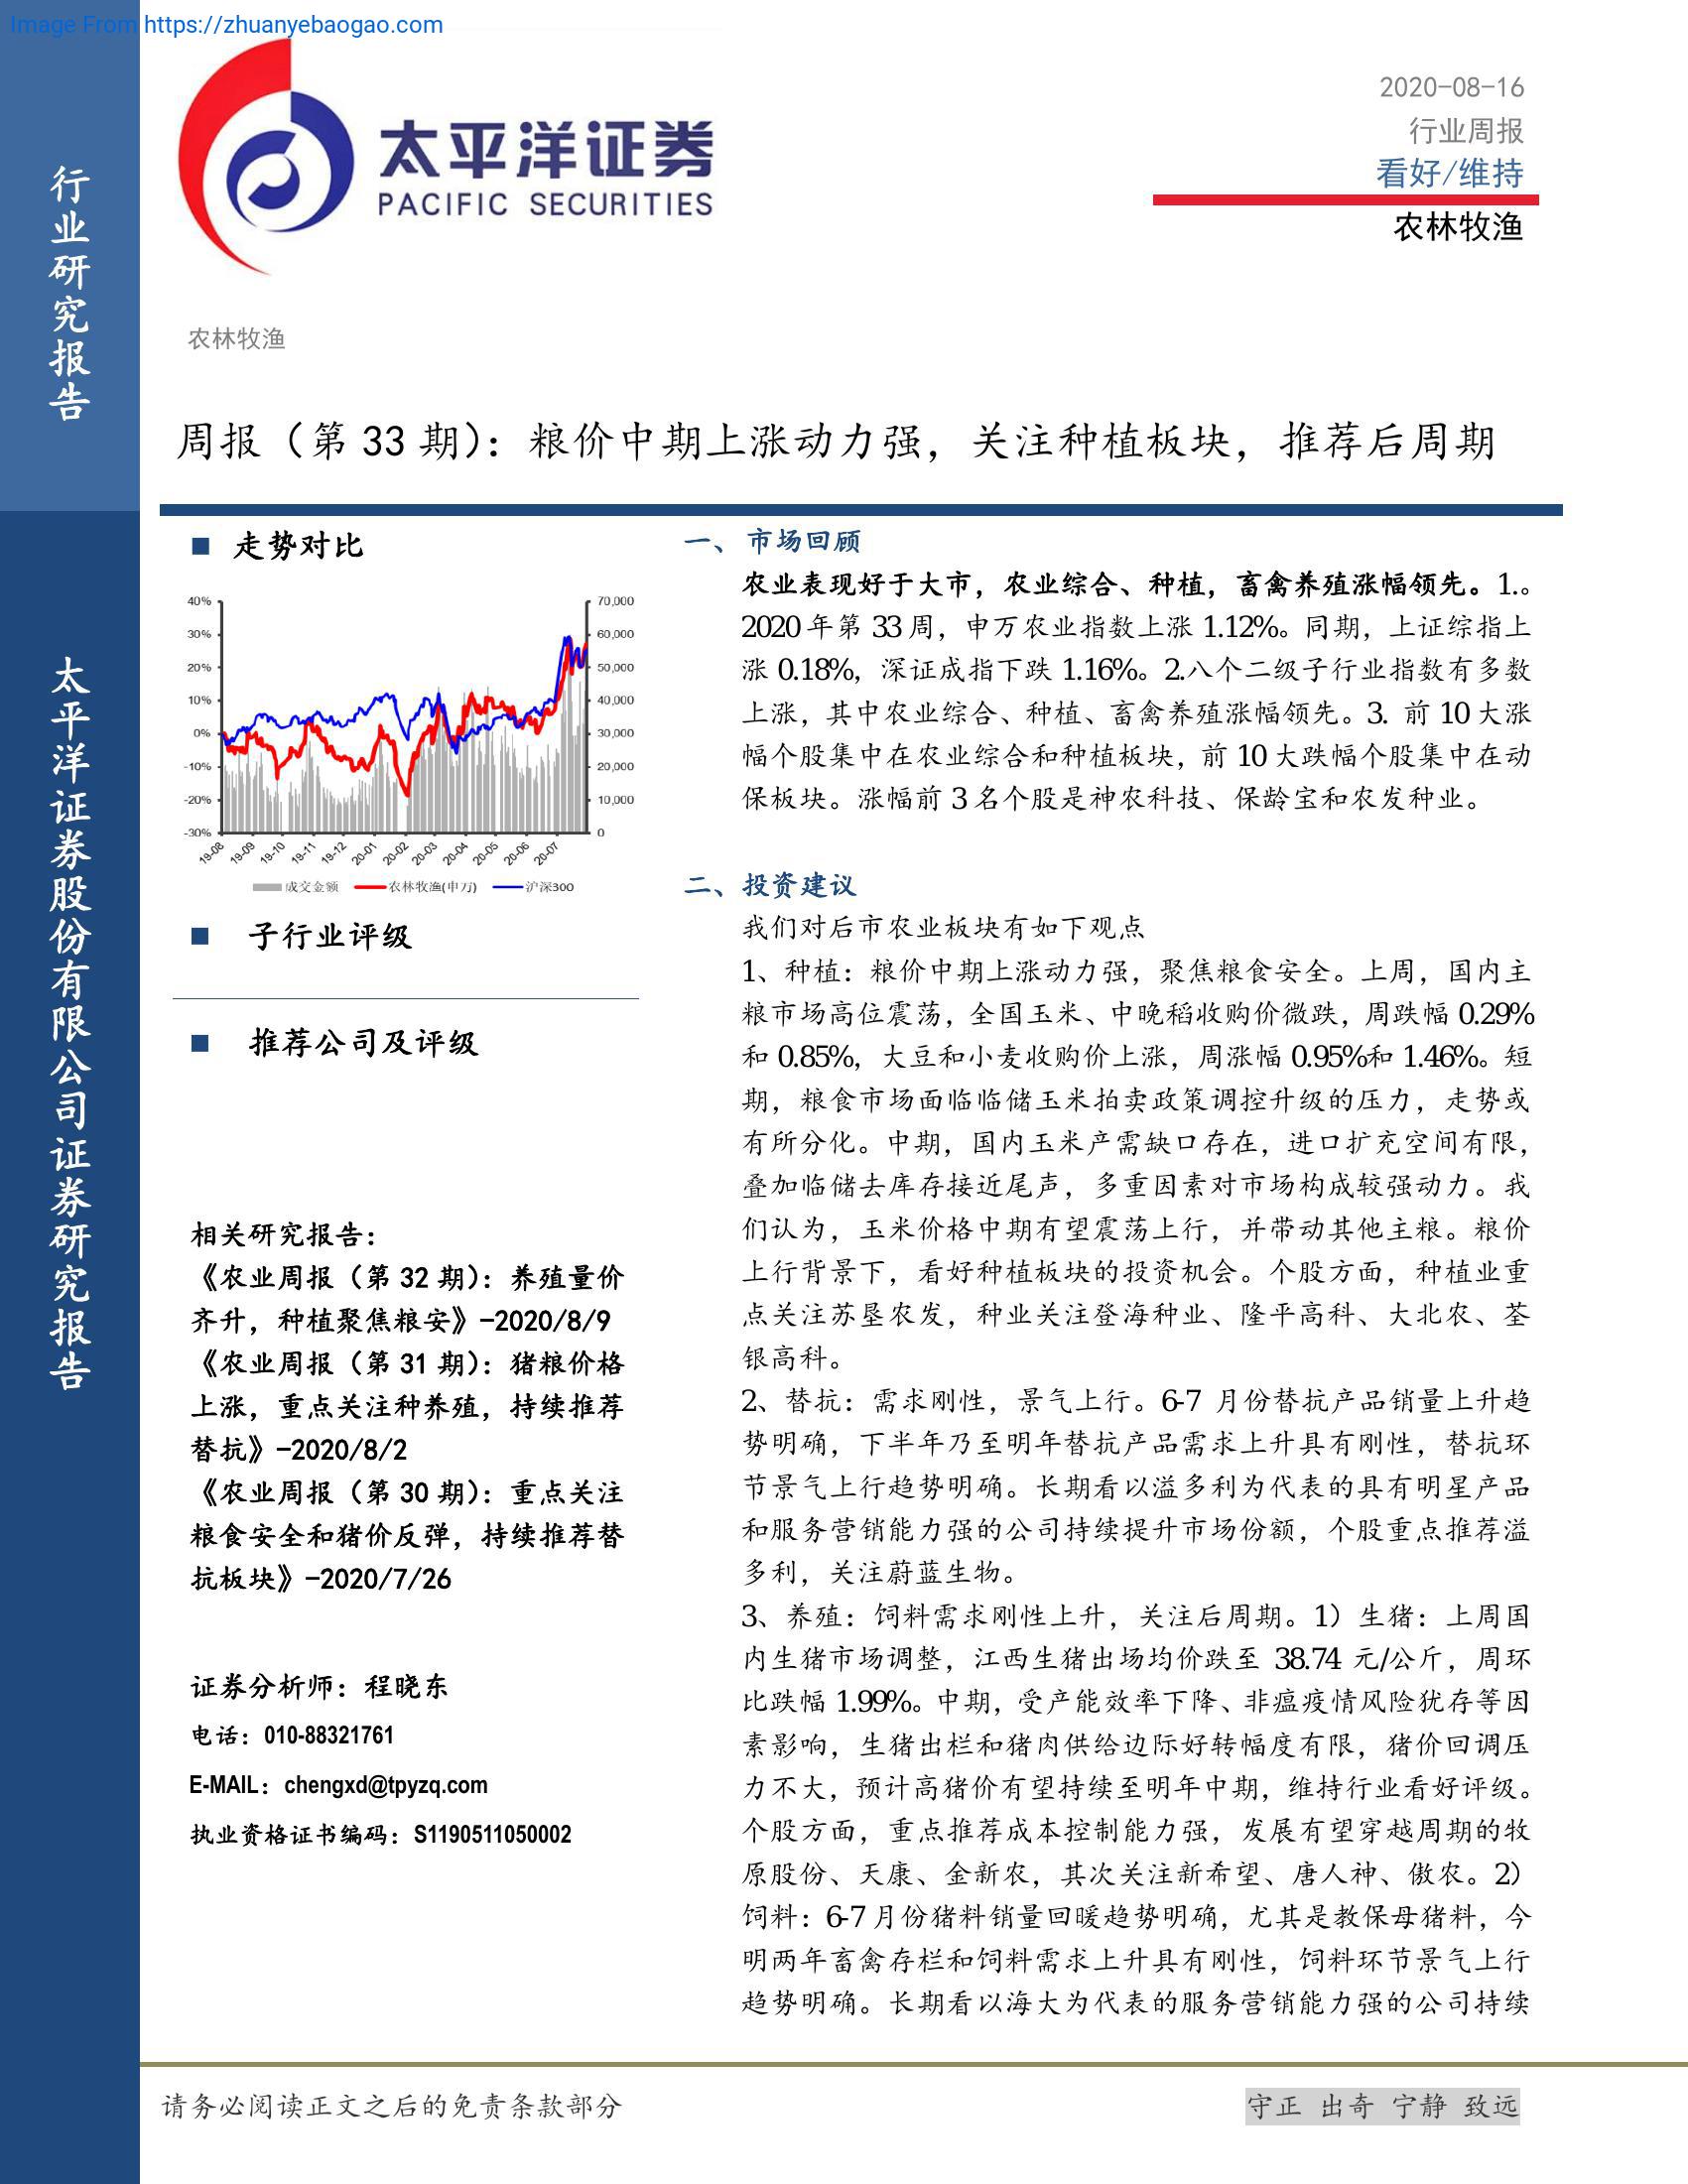 Image From https://zhuanyebaogao.com
行业研究报告
太平洋证券股份有限公司证券研究报告
太平洋证券
PACIFIC SECURITIES
2020-08-16
行业周报
看好/维持
农林牧渔
农林牧渔
周报（第 33 期）：粮价中期上涨动力强，关注种植板块，推荐后周期
■ 走势对比
40%
30%
20%
10%
0%
-10%
-20%
-30%
70,000
60,000
50,000
40,000
30,000
20,000
10,000
0
19-08 19-09 19-10 19-11 19-12 20-01 20-02 20-03 20-04 20-05 20-06 20-07
成交金额 农林牧渔(申万) 沪深300
■ 子行业评级
■ 推荐公司及评级
相关研究报告：
《农业周报（第 32 期）：养殖量价
齐升，种植聚焦粮安》-2020/8/9
《农业周报（第 31 期）：猪粮价格
上涨，重点关注种养殖，持续推荐
替抗》-2020/8/2
《农业周报（第 30 期）：重点关注
粮食安全和猪价反弹，持续推荐替
抗板块》-2020/7/26
证券分析师：程晓东
电话：010-88321761
E-MAIL：chengxd@tpyzq.com
执业资格证书编码：S1190511050002
一、 市场回顾
农业表现好于大市，农业综合、种植，畜禽养殖涨幅领先。1.。
2020 年第 33 周，申万农业指数上涨 1.12%。同期，上证综指上
涨 0.18%，深证成指下跌 1.16%。2.八个二级子行业指数有多数
上涨，其中农业综合、种植、畜禽养殖涨幅领先。3. 前 10 大涨
幅个股集中在农业综合和种植板块，前 10 大跌幅个股集中在动
保板块。涨幅前 3 名个股是神农科技、保龄宝和农发种业。
二、 投资建议
我们对后市农业板块有如下观点
1、种植：粮价中期上涨动力强，聚焦粮食安全。上周，国内主
粮市场高位震荡，全国玉米、中晚稻收购价微跌，周跌幅 0.29%
和 0.85%，大豆和小麦收购价上涨，周涨幅 0.95%和 1.46%。短
期，粮食市场面临临储玉米拍卖政策调控升级的压力，走势或
有所分化。中期，国内玉米产需缺口存在，进口扩充空间有限，
叠加临储去库存接近尾声，多重因素对市场构成较强动力。我
们认为，玉米价格中期有望震荡上行，并带动其他主粮。粮价
上行背景下，看好种植板块的投资机会。个股方面，种植业重
点关注苏垦农发，种业关注登海种业、隆平高科、大北农、荃
银高科。
2、替抗：需求刚性，景气上行。6-7 月份替抗产品销量上升趋
势明确，下半年乃至明年替抗产品需求上升具有刚性，替抗环
节景气上行趋势明确。长期看以溢多利为代表的具有明星产品
和服务营销能力强的公司持续提升市场份额，个股重点推荐溢
多利，关注蔚蓝生物。
3、养殖：饲料需求刚性上升，关注后周期。1）生猪：上周国
内生猪市场调整，江西生猪出场均价跌至 38.74 元/公斤，周环
比跌幅 1.99%。中期，受产能效率下降、非瘟疫情风险犹存等因
素影响，生猪出栏和猪肉供给边际好转幅度有限，猪价回调压
力不大，预计高猪价有望持续至明年中期，维持行业看好评级。
个股方面，重点推荐成本控制能力强，发展有望穿越周期的牧
原股份、天康、金新农，其次关注新希望、唐人神、傲农。2）
饲料：6-7 月份猪料销量回暖趋势明确，尤其是教保母猪料，今
明两年畜禽存栏和饲料需求上升具有刚性，饲料环节景气上行
趋势明确。长期看以海大为代表的服务营销能力强的公司持续
请务必阅读正文之后的免责条款部分
守正 出奇 宁静 致远